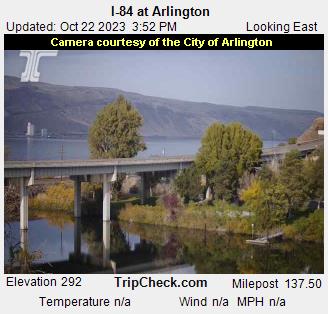 I-84 at Arlington
Updated: Oct 22 2023 3:52 PM Looking East
Camera courtesy of the City of Arlington
Elevation 292 TripCheck.com Milepost 137.50
Temperature n/a Wind n/a MPH n/a